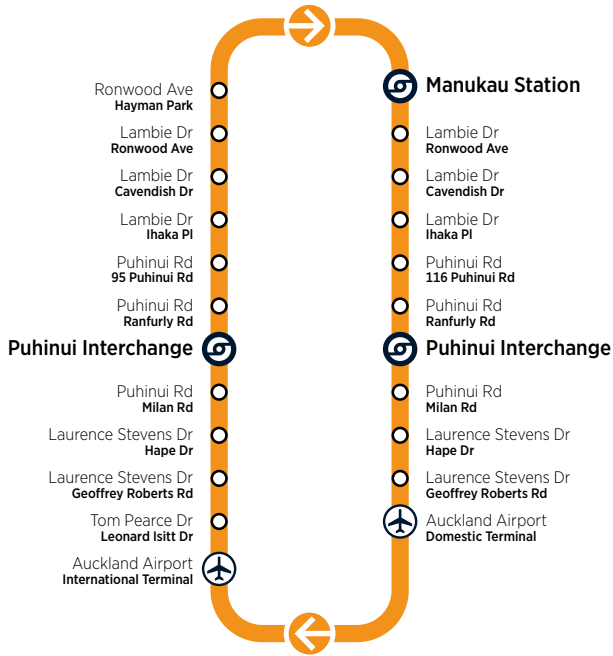 Ronwood Ave
Hayman Park
Lambie Dr
Ronwood Ave
Lambie Dr
Cavendish Dr
Lambie Dr
Ihaka Pl
Puhinui Rd
95 Puhinui Rd
Puhinui Rd
Ranfurly Rd
Puhinui Interchange
Puhinui Rd
Milan Rd
Laurence Stevens Dr
Hape Dr
Laurence Stevens Dr
Geoffrey Roberts Rd
Tom Pearce Dr
Leonard Isitt Dr
Auckland Airport
International Terminal
Manukau Station
Lambie Dr
Ronwood Ave
Lambie Dr
Cavendish Dr
Lambie Dr
Ihaka Pl
Puhinui Rd
116 Puhinui Rd
Puhinui Rd
Ranfurly Rd
Puhinui Interchange
Puhinui Rd
Milan Rd
Laurence Stevens Dr
Hape Dr
Laurence Stevens Dr
Geoffrey Roberts Rd
Auckland Airport
Domestic Terminal